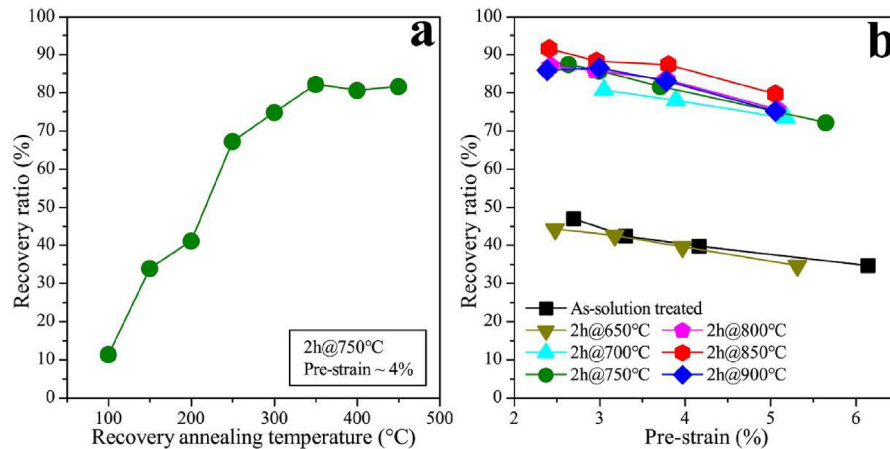 a
100
90
80
70
60
50
40
30
20
10
0
Recovery ratio (%)
2h@750℃
Pre-strain ~ 4%
100 150 200 250 300 350 400 450 500
Recovery annealing temperature (°C)
b
100
90
80
70
60
50
40
30
20
10
0
Recovery ratio (%)
As-solution treated
2h@650℃ 2h@800℃
2h@700℃ 2h@850℃
2h@750℃ 2h@900℃
2 3 4 5 6
Pre-strain (%)